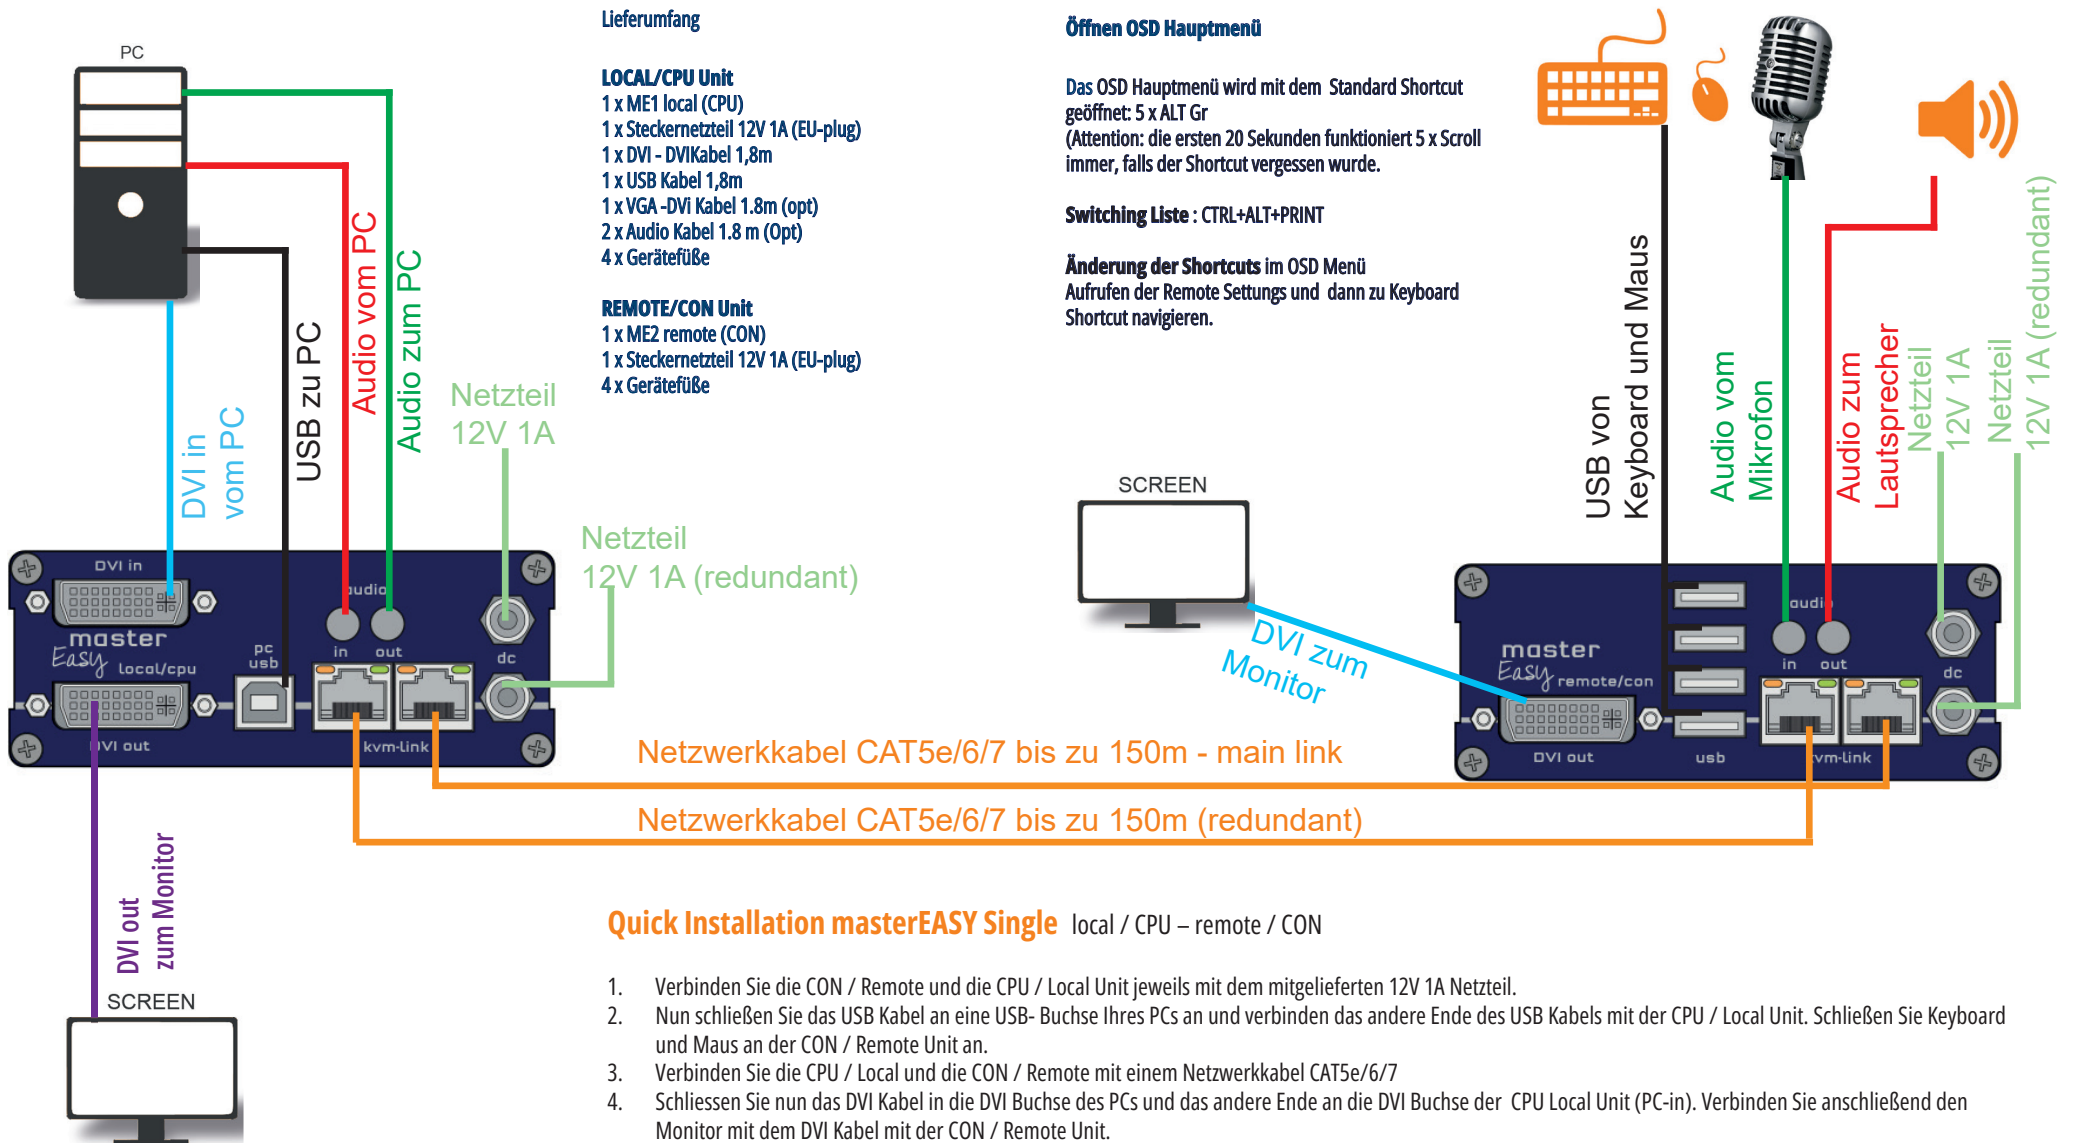 PC
Lieferumfang
LOCAL/CPU Unit
1 x ME1 local (CPU)
1 x Steckernetzteil 12V 1A (EU-plug)
1 x DVI - DVIKabel 1,8m
1 x USB Kabel 1,8m
1 x VGA -DVi Kabel 1.8m (opt)
2 x Audio Kabel 1.8 m (Opt)
4 x Gerätefüße
REMOTE/CON Unit
1 x ME2 remote (CON)
1 x Steckernetzteil 12V 1A (EU-plug)
4 x Gerätefüße
Öffnen OSD Hauptmenü
Das OSD Hauptmenü wird mit dem Standard Shortcut
geöffnet: 5 x ALT Gr
(Attention: die ersten 20 Sekunden funktioniert 5 x Scroll
immer, falls der Shortcut vergessen wurde.
Switching Liste : CTRL+ALT+PRINT
Änderung der Shortcuts im OSD Menü
Aufrufen der Remote Settungs und dann zu Keyboard
Shortcut navigieren.
DVI in
vom PC
USB zu PC
Audio vom PC
Audio zum PC
Netzteil
12V 1A
Netzteil
12V 1A (redundant)
SCREEN
DVI zum
Monitor
USB von
Keyboard und Maus
Audio vom
Mikrofon
Audio zum
Lautsprecher
Netzteil
12V 1A
Netzteil
12V 1A (redundant)
DVI in
audio
master
Easy local/cpu
pc
usb
in
out
dc
DVI out
kvm-link
audio
master
Easy remote/con
in
out
dc
DVI out
usb
kvm-link
Netzwerkkabel CAT5e/6/7 bis zu 150m - main link
Netzwerkkabel CAT5e/6/7 bis zu 150m (redundant)
DVI out
zum Monitor
SCREEN
Quick Installation masterEASY Single local / CPU – remote / CON
1. Verbinden Sie die CON / Remote und die CPU / Local Unit jeweils mit dem mitgelieferten 12V 1A Netzteil.
2. Nun schließen Sie das USB Kabel an eine USB- Buchse Ihres PCs an und verbinden das andere Ende des USB Kabels mit der CPU / Local Unit. Schließen Sie Keyboard
und Maus an der CON / Remote Unit an.
3. Verbinden Sie die CPU / Local und die CON / Remote mit einem Netzwerkkabel CAT5e/6/7
4. Schliessen Sie nun das DVI Kabel in die DVI Buchse des PCs und das andere Ende an die DVI Buchse der CPU Local Unit (PC-in). Verbinden Sie anschließend den
Monitor mit dem DVI Kabel mit der CON / Remote Unit.